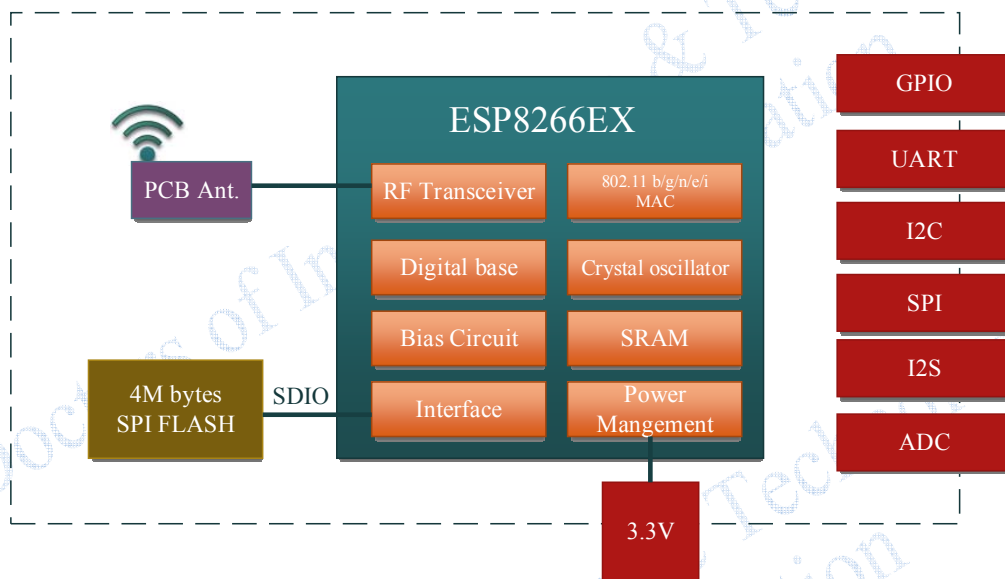 ESP8266EX
PCB Ant.
RF Transceiver
802.11 b/g/n/e/i
MAC
Digital base
Crystal oscillator
Bias Circuit
SRAM
4M bytes
SPI FLASH
SDIO
Interface
Power
Mangement
3.3V
GPIO
UART
I2C
SPI
I2S
ADC